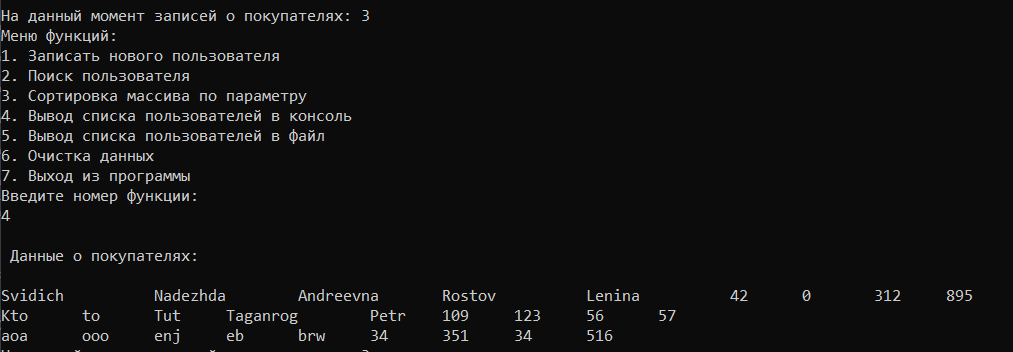 На данный момент записей о покупателях: 3
Меню функций:
1. Записать нового пользователя
2. Поиск пользователя
3. Сортировка массива по параметру
4. Вывод списка пользователей в консоль
5. Вывод списка пользователей в файл
6. Очистка данных
7. Выход из программы
Введите номер функции:
4
Данные о покупателях:
Svidich Nadezhda Andreevna Rostov Lenina 42 0 312 895
Kto to Tut Taganrog Petr 109 123 56 57
aoa ooo enj eb brw 34 351 34 516